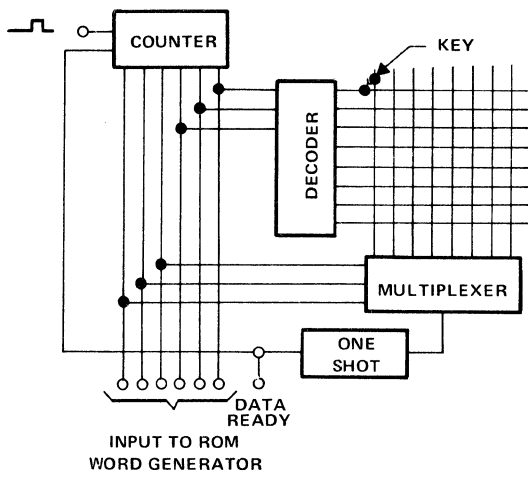 COUNTER
KEY
DECODER
MULTIPLEXER
ONE
SHOT
DATA
READY
INPUT TO ROM
WORD GENERATOR